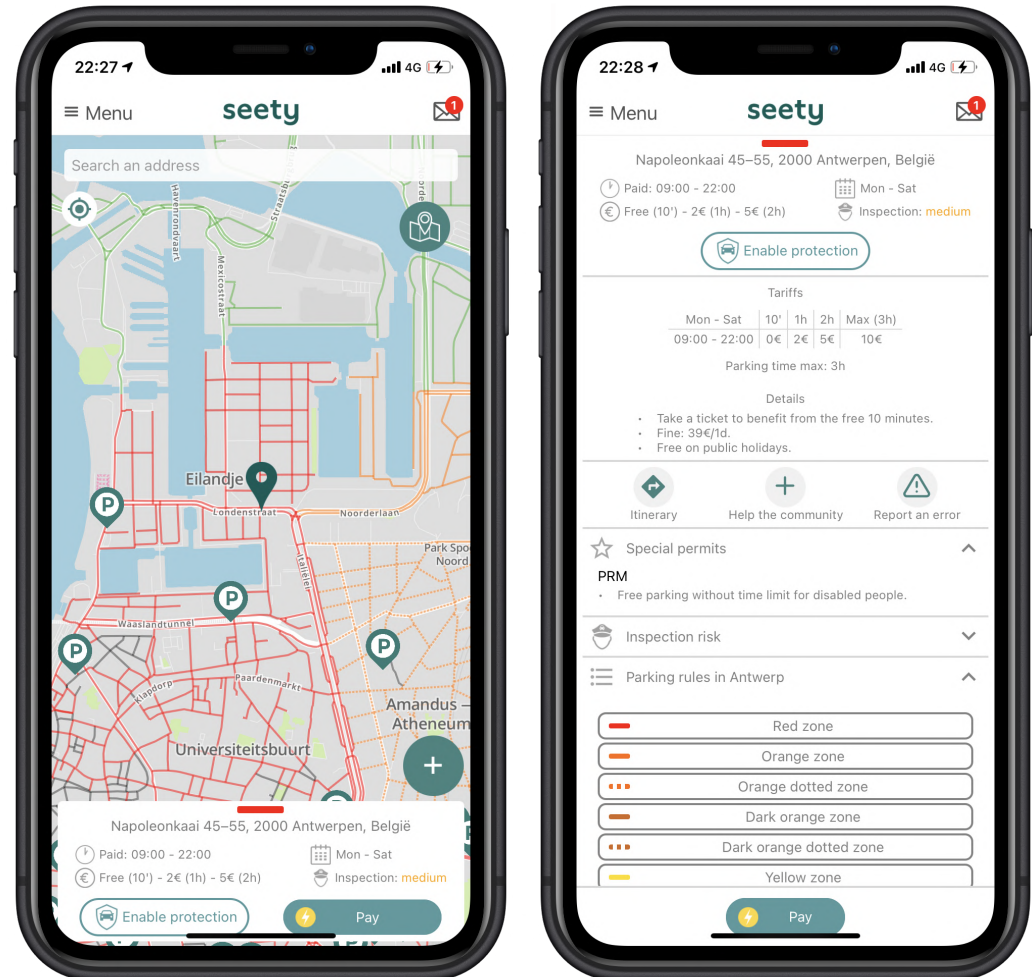 22:27
4G
Menu
seety
1
Search an address
Havenrondvaart
Straatsbu
Mexicostraat
Eilandje
Londenstraat
Noorderlaan
Italiëlei
Park Spoo
Noord
P
P
Waaslandtunnel
P
P
Klapdorp
Paardenmarkt
Amandus –
Atheneum
Universiteitsbuurt
+
Napoleonkaai 45–55, 2000 Antwerpen, België
Paid: 09:00 - 22:00
Mon - Sat
€ Free (10') - 2€ (1h) - 5€ (2h)
Inspection: medium
Enable protection
Pay
22:28
4G
Menu
seety
1
Napoleonkaai 45–55, 2000 Antwerpen, België
Paid: 09:00 - 22:00
Mon - Sat
€ Free (10') - 2€ (1h) - 5€ (2h)
Inspection: medium
Enable protection
Tariffs
Mon - Sat 10' 1h 2h Max (3h)
09:00 - 22:00 0€ 2€ 5€ 10€
Parking time max: 3h
Details
• Take a ticket to benefit from the free 10 minutes.
• Fine: 39€/1d.
• Free on public holidays.
Itinerary
Help the community
Report an error
Special permits
PRM
• Free parking without time limit for disabled people.
Inspection risk
Parking rules in Antwerp
Red zone
Orange zone
Orange dotted zone
Dark orange zone
Dark orange dotted zone
Yellow zone
Pay